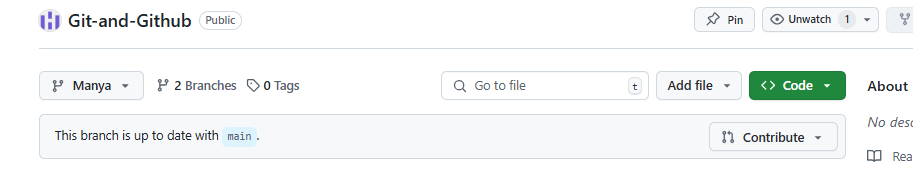 Git-and-Github Public Pin Unwatch 1
Manya 2 Branches 0 Tags Go to file t Add file Code About
This branch is up to date with main. Contribute No desc
Rea